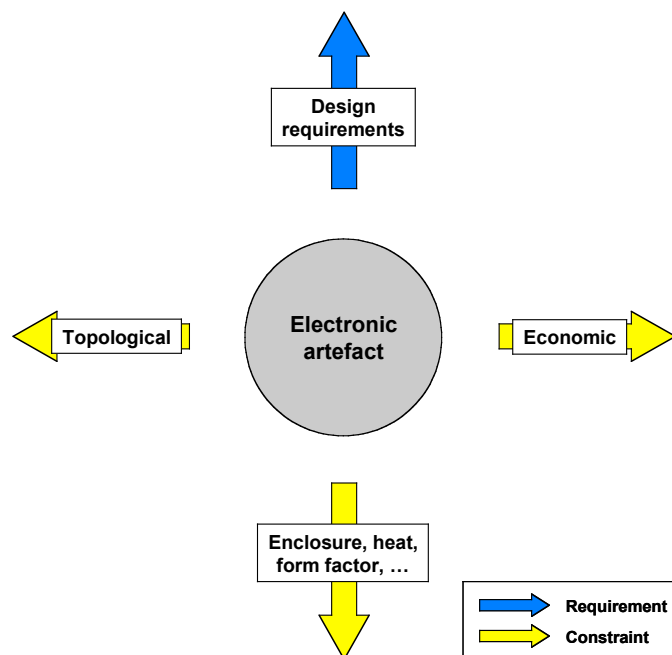 Design
requirements
Topological
Electronic
artefact
Economic
Enclosure, heat,
form factor, …
Requirement
Constraint